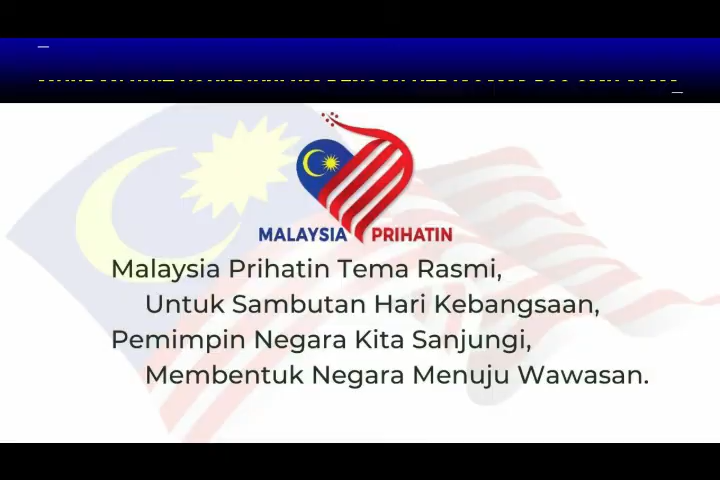 MALAYSIA PRIHATIN
Malaysia Prihatin Tema Rasmi,
Untuk Sambutan Hari Kebangsaan,
Pemimpin Negara Kita Sanjungi,
Membentuk Negara Menuju Wawasan.